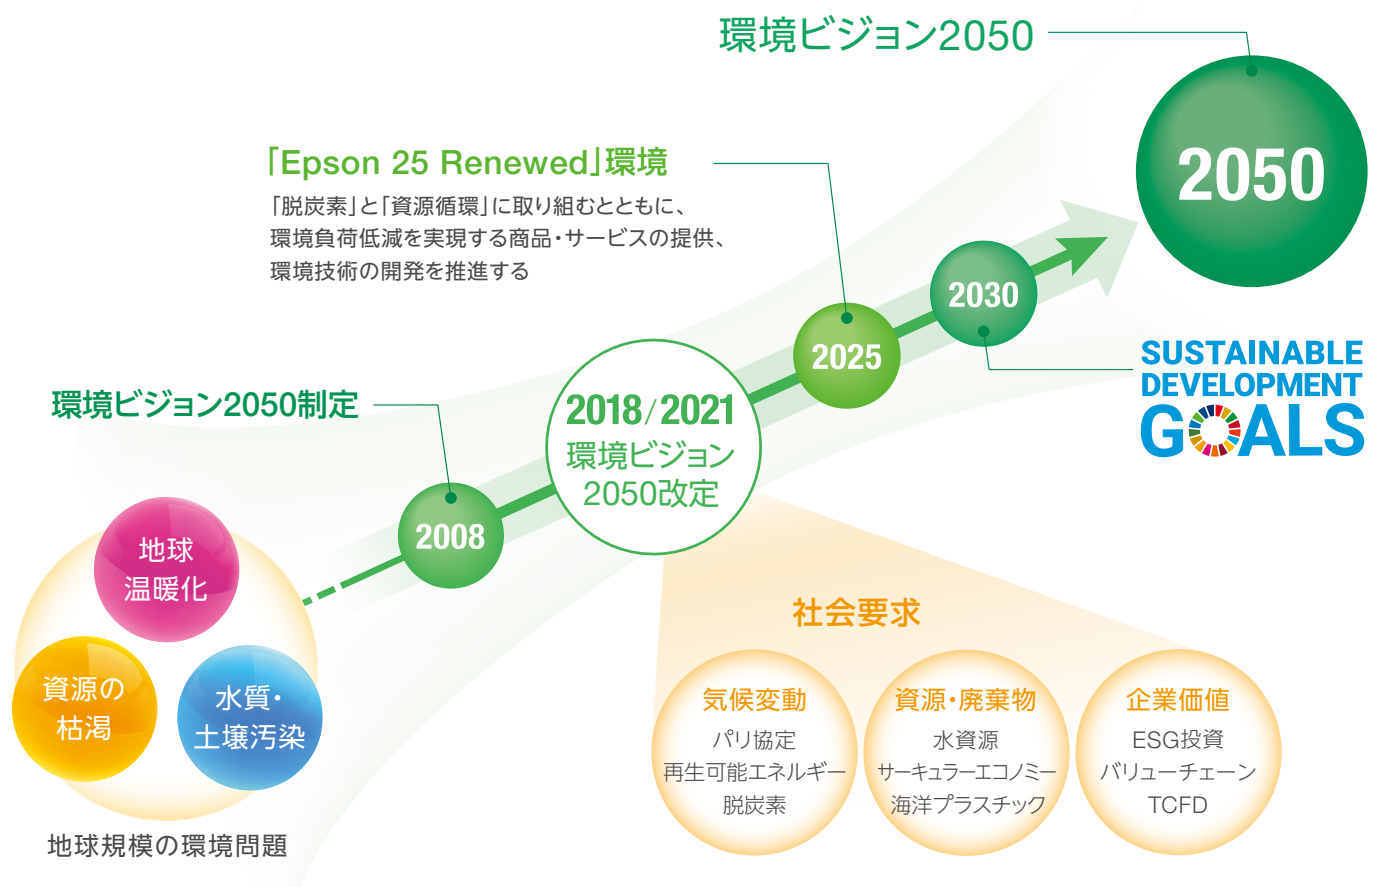 環境ビジョン2050
2050
「Epson 25 Renewed」環境
「脱炭素」と「資源循環」に取り組むとともに、
環境負荷低減を実現する商品・サービスの提供、
環境技術の開発を推進する
2030
2025
SUSTAINABLE
DEVELOPMENT
GOALS
環境ビジョン2050制定
2018/2021
環境ビジョン
2050改定
2008
地球
温暖化
資源の
枯渇
水質・
土壌汚染
地球規模の環境問題
社会要求
気候変動
パリ協定
再生可能エネルギー
脱炭素
資源・廃棄物
水資源
サーキュラーエコノミー
海洋プラスチック
企業価値
ESG投資
バリューチェーン
TCFD